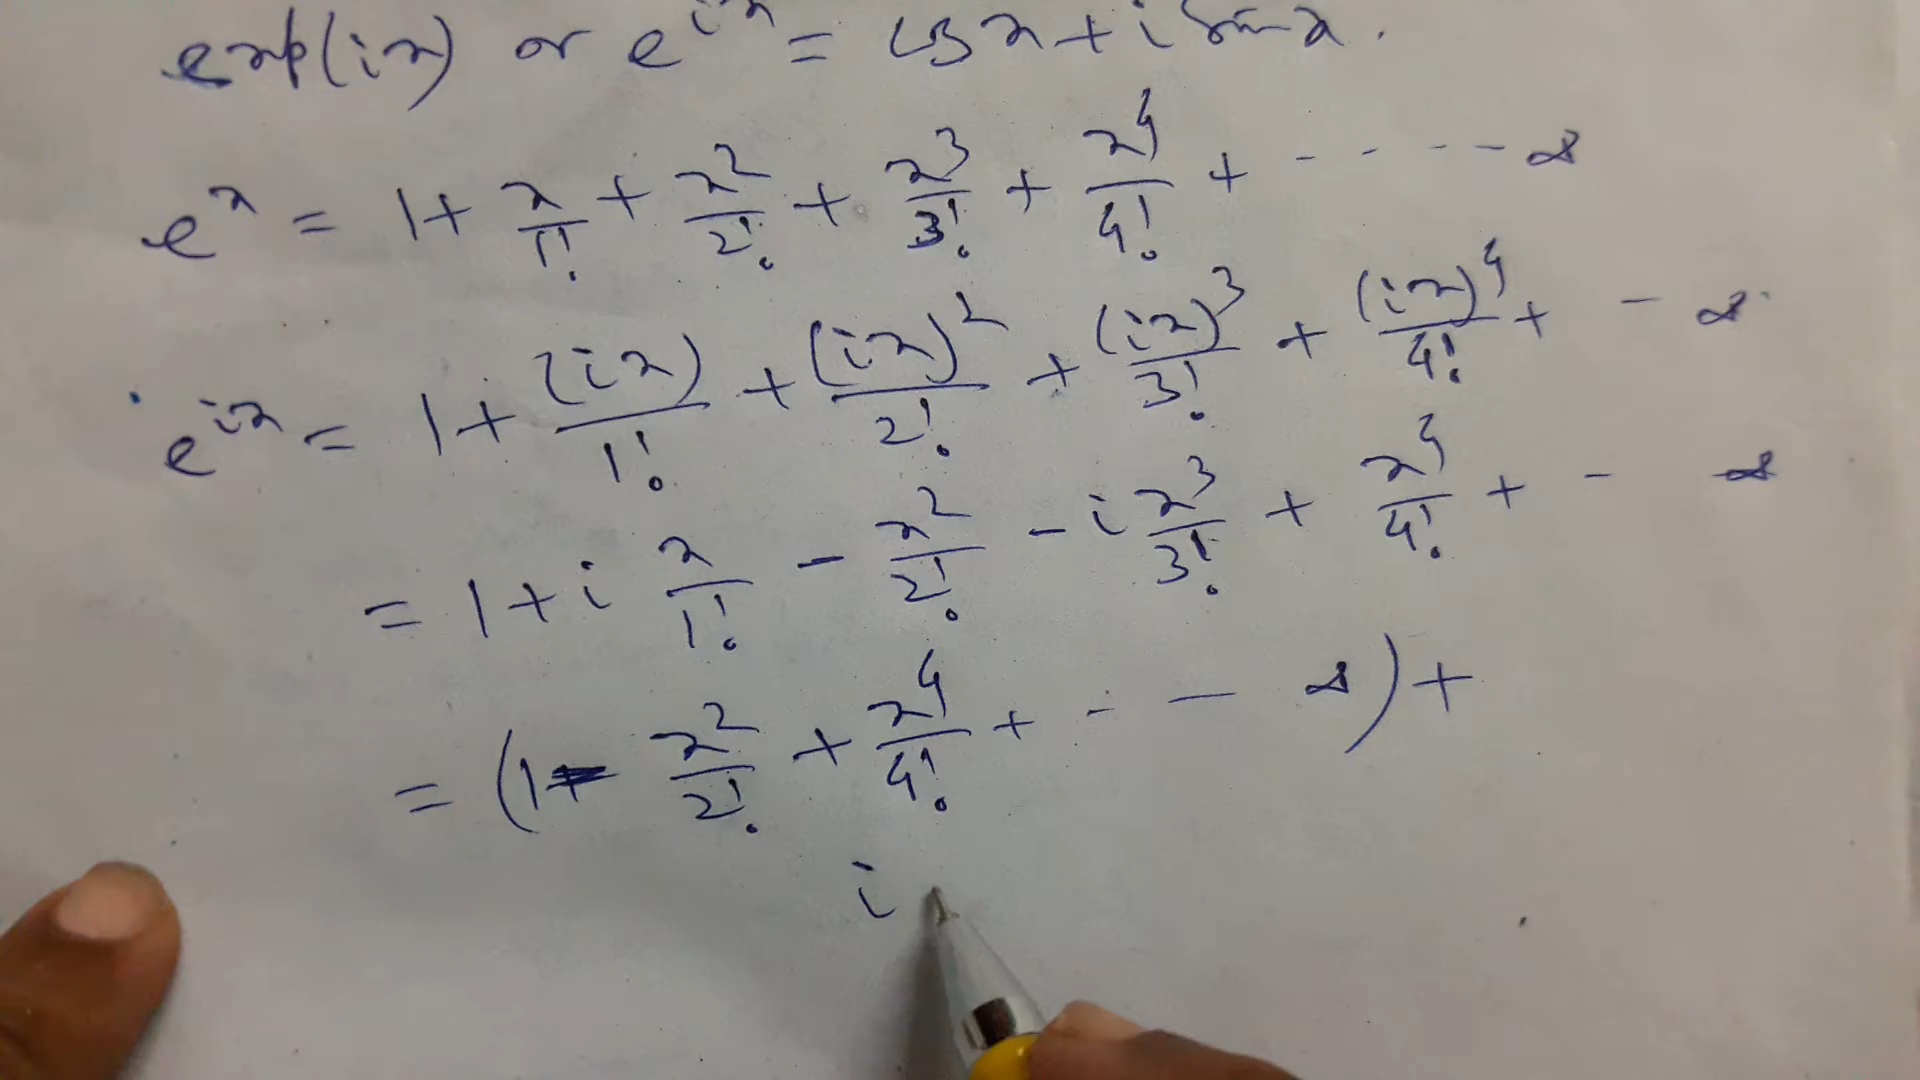 exp(ix) or e^{ix} = cos x + i sin x.
e^x = 1 + x/1! + x^2/2! + x^3/3! + x^4/4! + - - - - ∞
e^{ix} = 1 + (ix)/1! + (ix)^2/2! + (ix)^3/3! + (ix)^4/4! + - ∞
= 1 + i x/1! - x^2/2! - i x^3/3! + x^4/4! + - ∞
= (1 - x^2/2! + x^4/4! + - - ∞) +
i